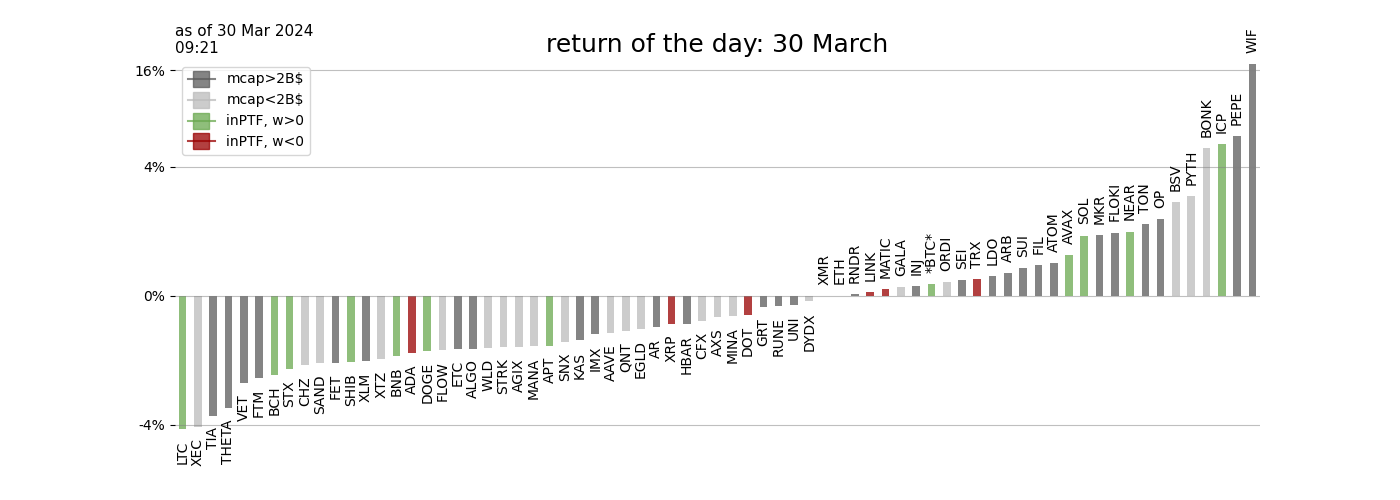 as of 30 Mar 2024
09:21
return of the day: 30 March
mcap>2B$
mcap<2B$
inPTF, w>0
inPTF, w<0
16%
4%
0%
-4%
LTC
XEC
TIA
THETA
VET
FTM
BCH
STX
CHZ
SAND
FET
SHIB
XLM
XTZ
BNB
ADA
DOGE
FLOW
ETC
ALGO
WLD
STRK
AGIX
MANA
APT
SNX
KAS
IMX
AAVE
QNT
EGLD
AR
XRP
HBAR
CFX
AXS
MINA
DOT
GRT
RUNE
UNI
DYDX
XMR
ETH
RNDR
LINK
MATIC
GALA
INJ
*BTC*
ORDI
SEI
TRX
LDO
ARB
SUI
FIL
ATOM
AVAX
SOL
MKR
FLOKI
NEAR
TON
OP
BSV
PYTH
BONK
ICP
PEPE
WIF